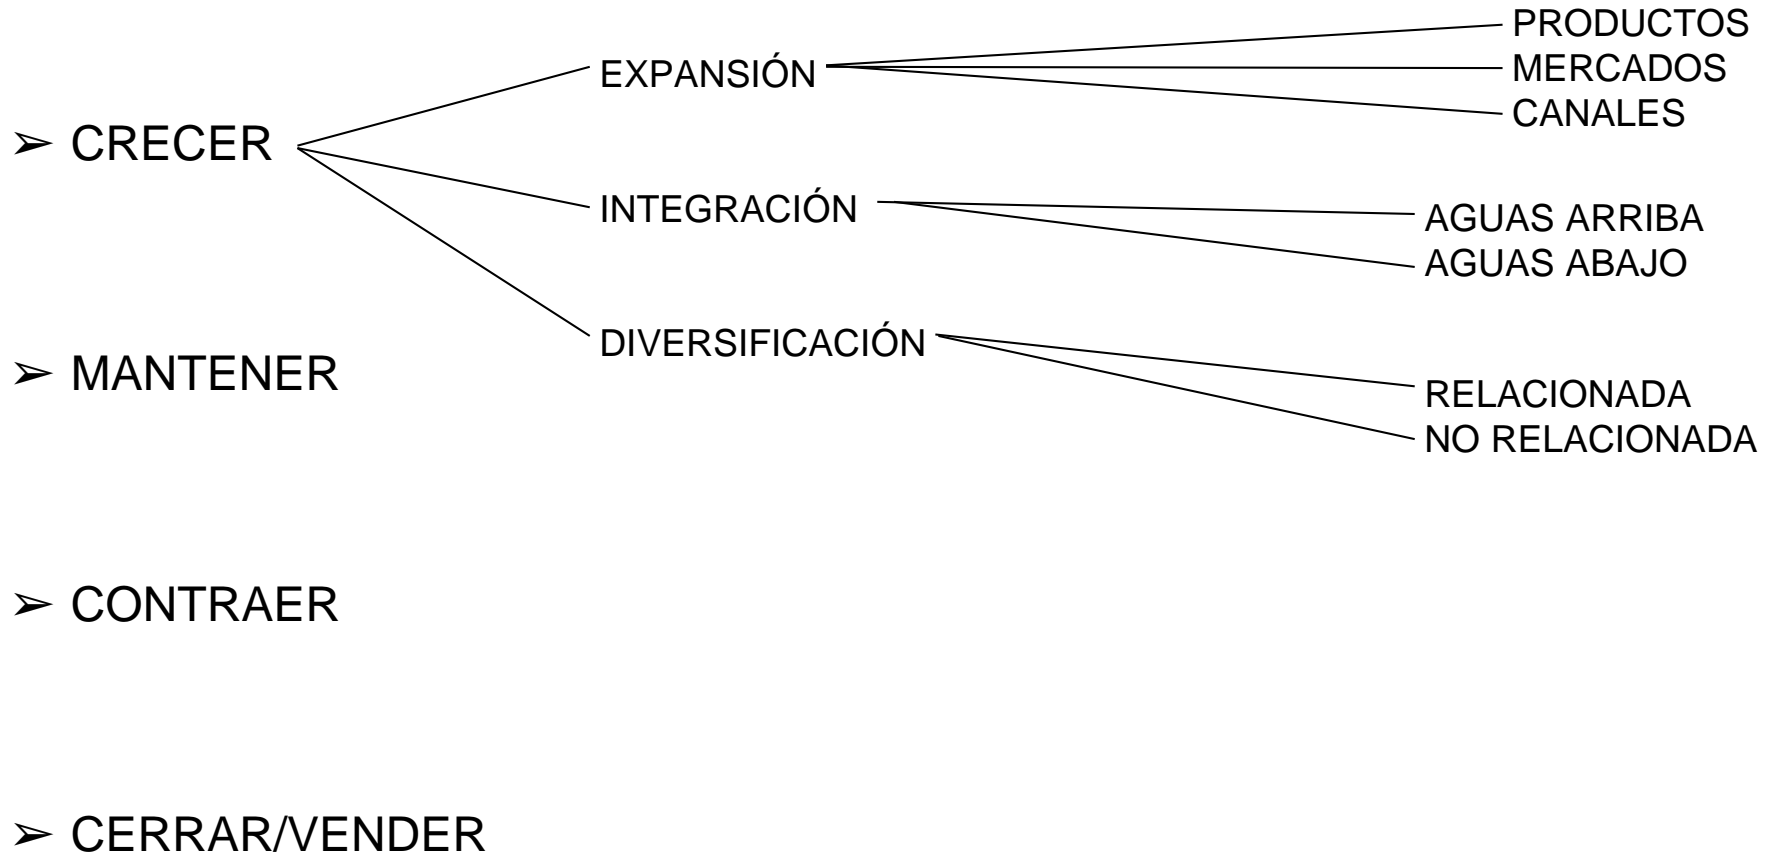 ➢ CRECER
EXPANSIÓN
PRODUCTOS
MERCADOS
CANALES
INTEGRACIÓN
AGUAS ARRIBA
AGUAS ABAJO
DIVERSIFICACIÓN
RELACIONADA
NO RELACIONADA
➢ MANTENER
➢ CONTRAER
➢ CERRAR/VENDER